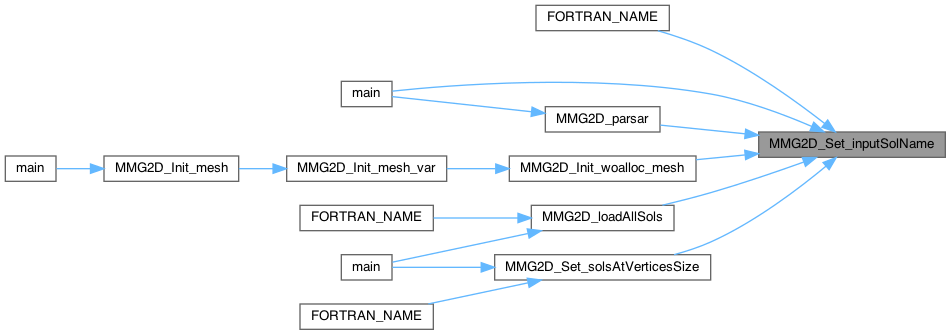 FORTRAN_NAME
main
MMG2D_parsar
MMG2D_Set_inputSolName
main
MMG2D_Init_mesh
MMG2D_Init_mesh_var
MMG2D_Init_woalloc_mesh
FORTRAN_NAME
MMG2D_loadAllSols
main
MMG2D_Set_solsAtVerticesSize
FORTRAN_NAME